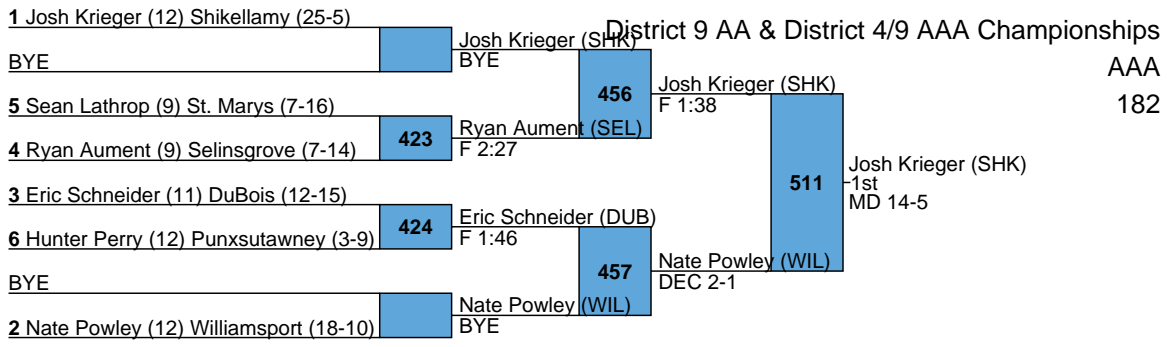 District 9 AA & District 4/9 AAA Championships
AAA
182
1 Josh Krieger (12) Shikellamy (25-5)
BYE
5 Sean Lathrop (9) St. Marys (7-16)
4 Ryan Aument (9) Selinsgrove (7-14)
3 Eric Schneider (11) DuBois (12-15)
6 Hunter Perry (12) Punxsutawney (3-9)
BYE
2 Nate Powley (12) Williamsport (18-10)
423
424
Josh Krieger (SHK)
BYE
Ryan Aument (SEL)
F 2:27
Eric Schneider (DUB)
F 1:46
Nate Powley (WIL)
BYE
456
457
Josh Krieger (SHK)
F 1:38
Nate Powley (WIL)
DEC 2-1
511
Josh Krieger (SHK)
1st
MD 14-5